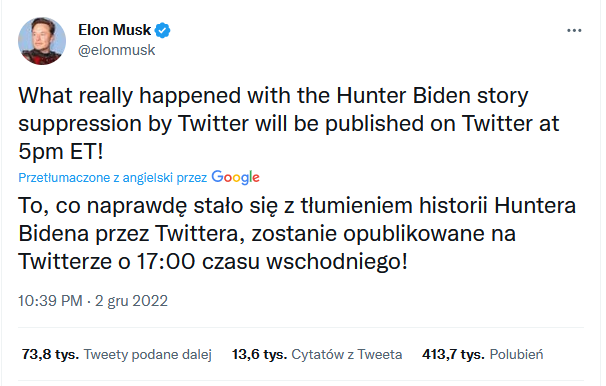 Elon Musk
@elonmusk
What really happened with the Hunter Biden story
suppression by Twitter will be published on Twitter at
5pm ET!
Przetłumaczone z angielski przez Google
To, co naprawdę stało się z tłumieniem historii Huntera
Bidena przez Twittera, zostanie opublikowane na
Twitterze o 17:00 czasu wschodniego!
10:39 PM · 2 gru 2022
73,8 tys. Tweety podane dalej 13,6 tys. Cytatów z Tweeta 413,7 tys. Polubień